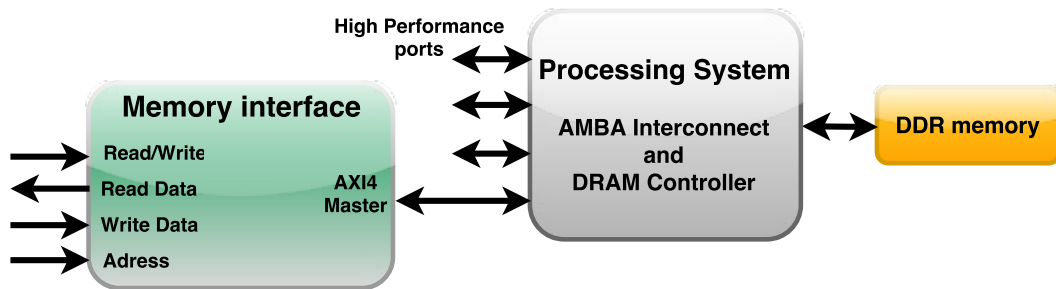 High Performance
ports
Processing System
AMBA Interconnect
and
DRAM Controller
DDR memory
Memory interface
Read/Write
Read Data
Write Data
Adress
AXI4
Master